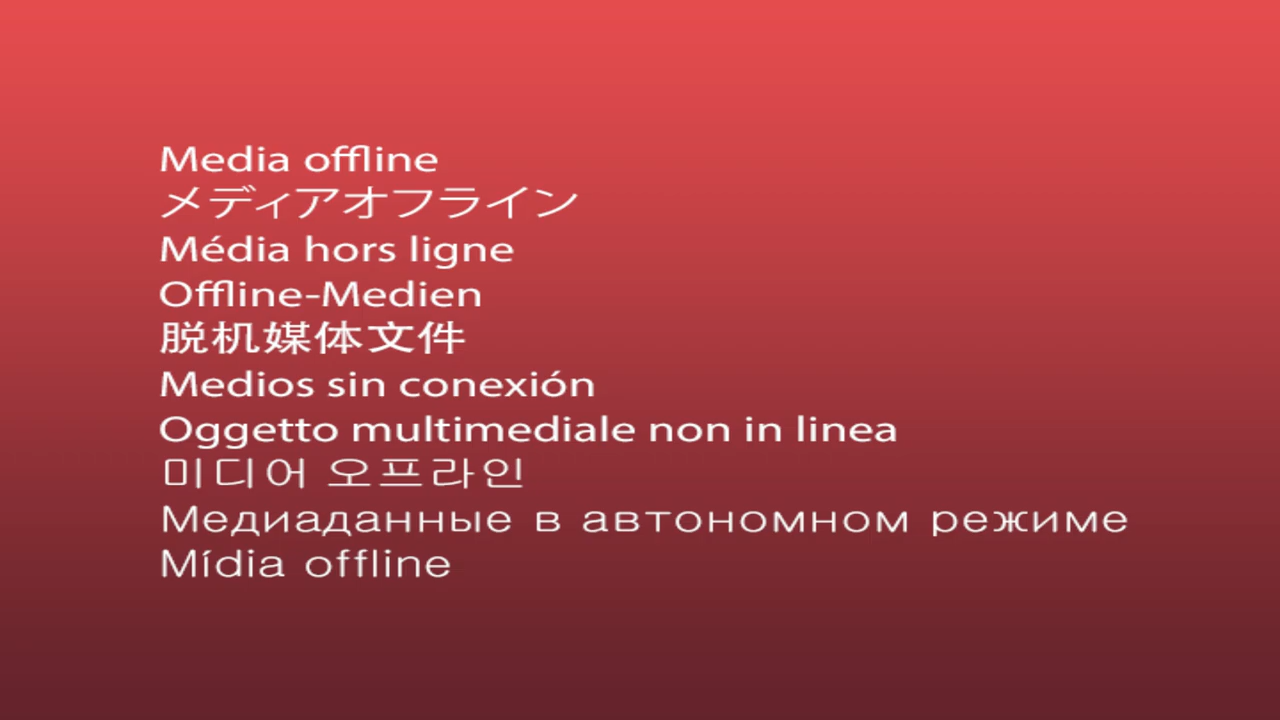 Media offline
メディアオフライン
Média hors ligne
Offline-Medien
脱机媒体文件
Medios sin conexión
Oggetto multimediale non in linea
미디어 오프라인
Медиаданные в автономном режиме
Mídia offline